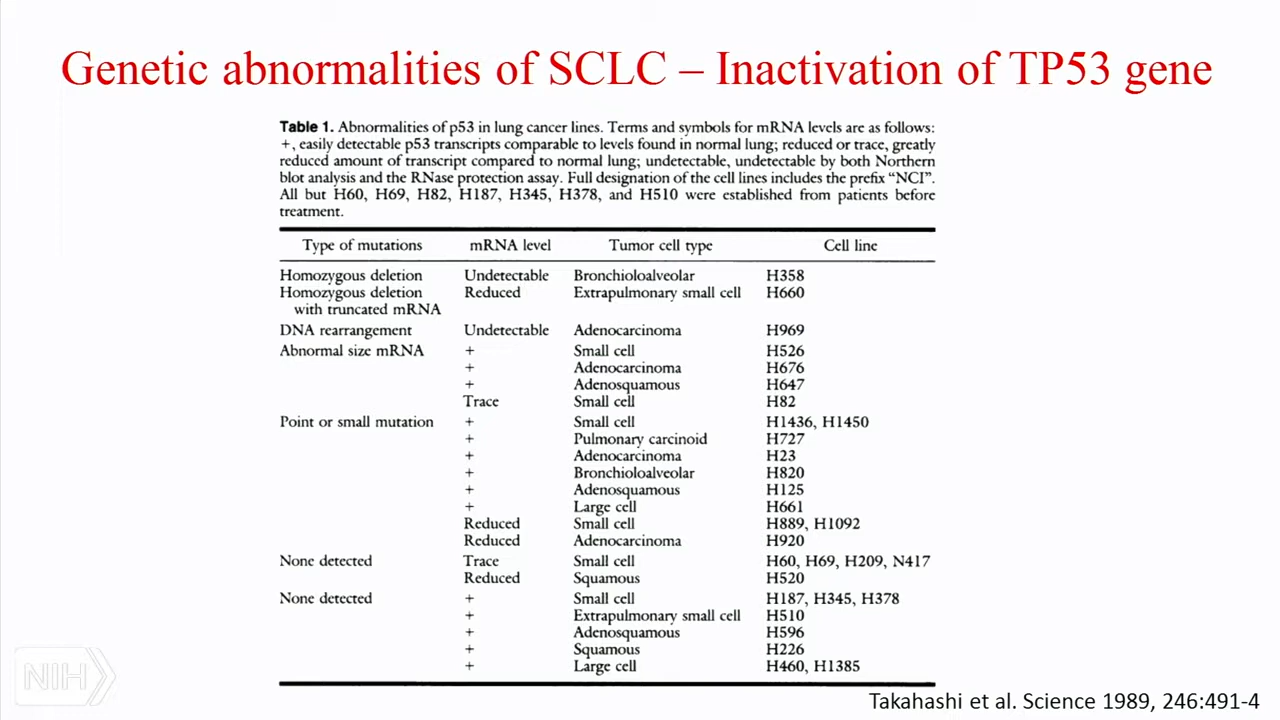 Genetic abnormalities of SCLC – Inactivation of TP53 gene
Table 1. Abnormalities of p53 in lung cancer lines. Terms and symbols for mRNA levels are as follows:
+, easily detectable p53 transcripts comparable to levels found in normal lung; reduced or trace, greatly
reduced amount of transcript compared to normal lung; undetectable, undetectable by both Northern
blot analysis and the RNase protection assay. Full designation of the cell lines includes the prefix “NCI”.
All but H60, H69, H82, H187, H345, H378, and H510 were established from patients before
treatment.
Type of mutations mRNA level Tumor cell type Cell line
Homozygous deletion Undetectable Bronchioloalveolar H358
Homozygous deletion Reduced Extrapulmonary small cell H660
with truncated mRNA
DNA rearrangement Undetectable Adenocarcinoma H969
Abnormal size mRNA + Small cell H526
+ Adenocarcinoma H676
+ Adenosquamous H647
Trace Small cell H82
Point or small mutation + Small cell H1436, H1450
+ Pulmonary carcinoid H727
+ Adenocarcinoma H23
+ Bronchioloalveolar H820
+ Adenosquamous H125
+ Large cell H661
Reduced Small cell H889, H1092
Reduced Adenocarcinoma H920
None detected Trace Small cell H60, H69, H209, N417
Reduced Squamous H520
None detected + Small cell H187, H345, H378
+ Extrapulmonary small cell H510
+ Adenosquamous H596
+ Squamous H226
+ Large cell H460, H1385
NIH
Takahashi et al. Science 1989, 246:491-4